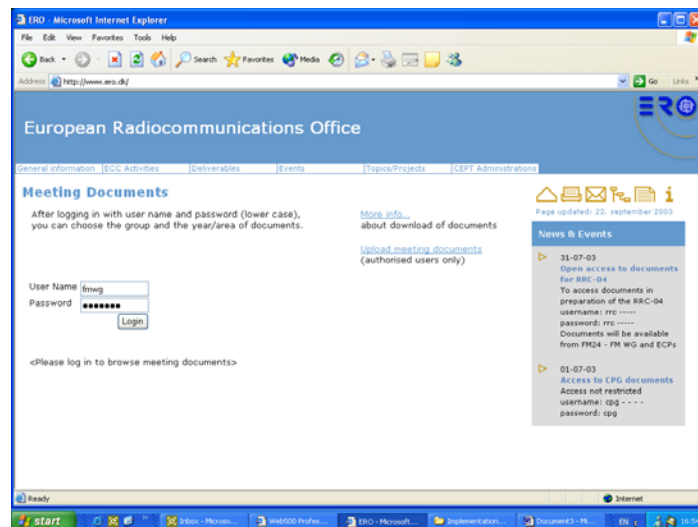 ERO - Microsoft Internet Explorer
File Edit View Favorites Tools Help
Back Search Favorites Media
Address http://www.ero.dk/ Go Links
ERO
European Radiocommunications Office
General information ECC Activities Deliverables Events Topics/Projects CEPT Administrations
Meeting Documents
After logging in with user name and password (lower case),
you can choose the group and the year/area of documents.
More info...
about download of documents
Upload meeting documents
(authorised users only)
User Name fmwg
Password •••••••
Login
<Please log in to browse meeting documents>
Page updated: 22. september 2003
News & Events
31-07-03
Open access to documents
for RRC-04
To access documents in
preparation of the RRC-04
username: rrc -----
password: rrc -----
Documents will be available
from FM24 - FM WG and ECPs
01-07-03
Access to CPG documents
Access not restricted
username: cpg - - - -
password: cpg
Ready Internet
start Inbox - Microso... Web500 Profes... ERO - Microsoft... Implementation... Document3 - Mi... EN